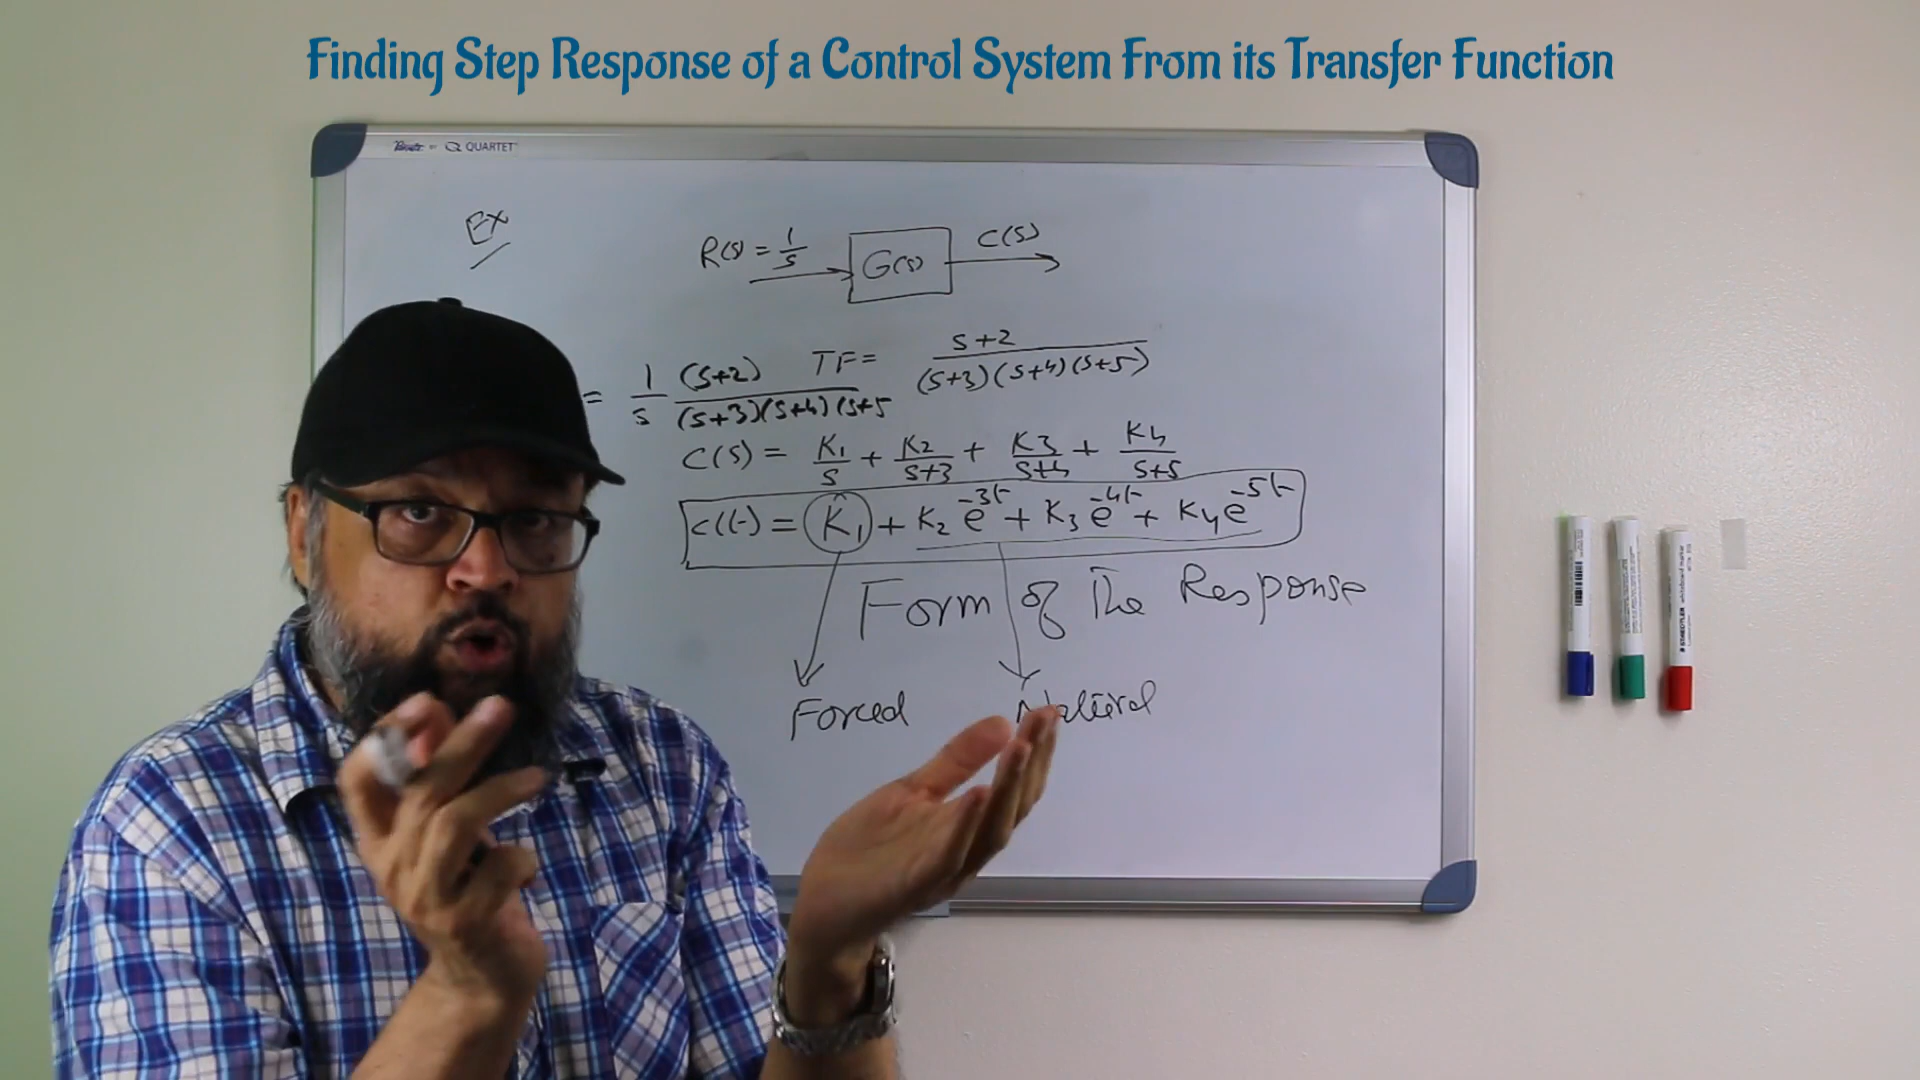 Finding Step Response of a Control System From its Transfer Function
BY QUARTET
Ex
R(s) = 1/s G(s) C(s)
= 1/s (s+2)/(s+3)(s+4)(s+5 TF = s+2/(s+3)(s+4)(s+5)
C(s) = K1/s + K2/s+3 + K3/s+4 + K4/s+5
c(t) = K1 + K2 e^-3t + K3 e^-4t + K4 e^-5t
Form of The Response
Forced Natural
STAEDTLER